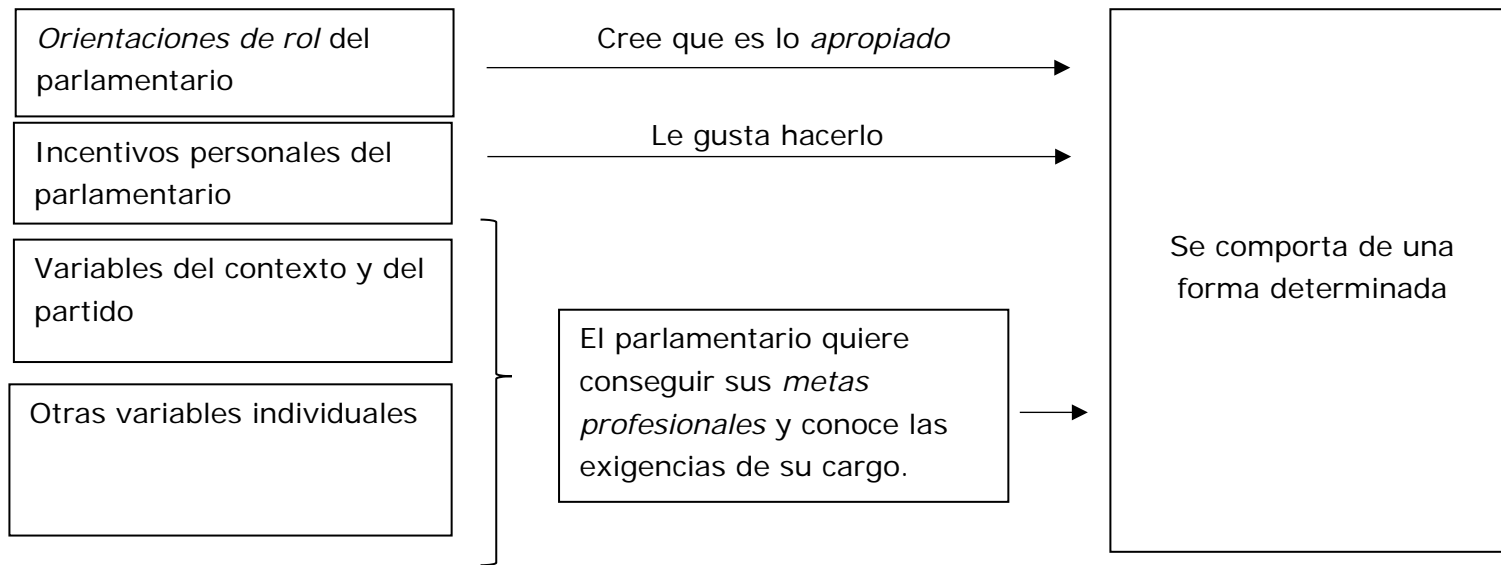 Orientaciones de rol del
parlamentario
Cree que es lo apropiado
Incentivos personales del
parlamentario
Le gusta hacerlo
Variables del contexto y del
partido
Otras variables individuales
El parlamentario quiere
conseguir sus metas
profesionales y conoce las
exigencias de su cargo.
Se comporta de una
forma determinada